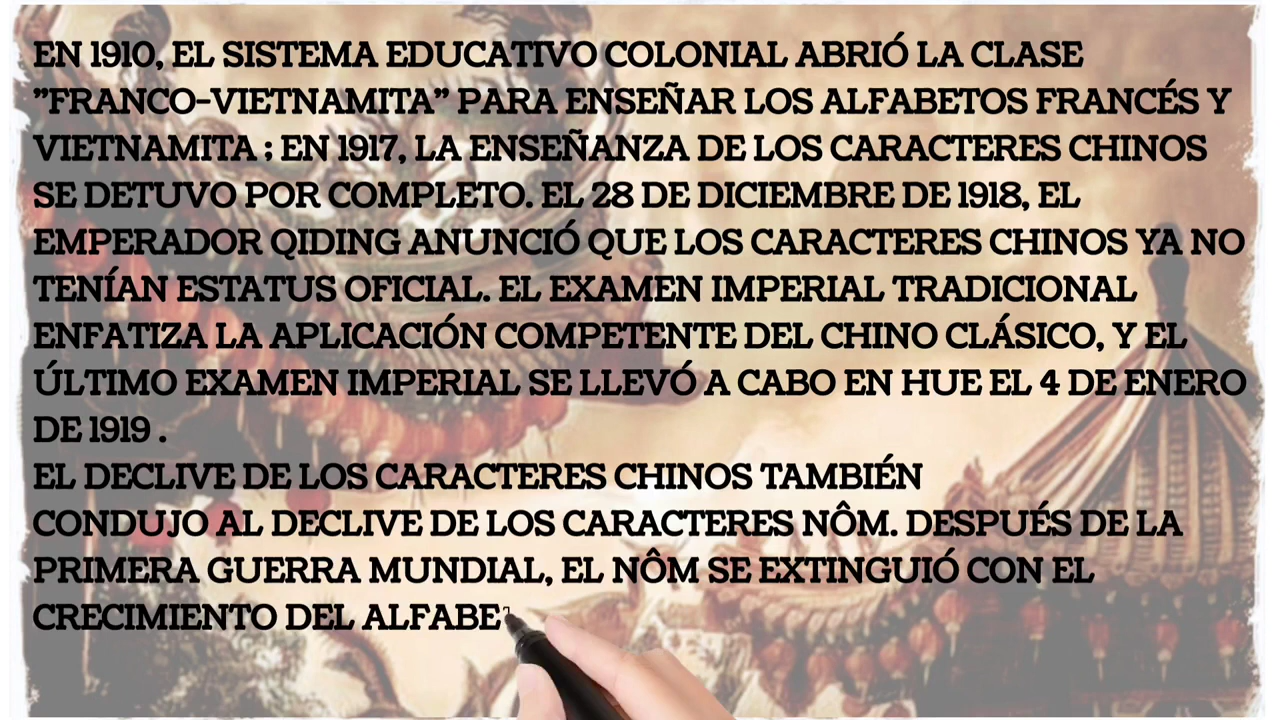 EN 1910, EL SISTEMA EDUCATIVO COLONIAL ABRIÓ LA CLASE
"FRANCO-VIETNAMITA" PARA ENSEÑAR LOS ALFABETOS FRANCÉS Y
VIETNAMITA ; EN 1917, LA ENSEÑANZA DE LOS CARACTERES CHINOS
SE DETUVO POR COMPLETO. EL 28 DE DICIEMBRE DE 1918, EL
EMPERADOR QIDING ANUNCIÓ QUE LOS CARACTERES CHINOS YA NO
TENÍAN ESTATUS OFICIAL. EL EXAMEN IMPERIAL TRADICIONAL
ENFATIZA LA APLICACIÓN COMPETENTE DEL CHINO CLÁSICO, Y EL
ÚLTIMO EXAMEN IMPERIAL SE LLEVÓ A CABO EN HUE EL 4 DE ENERO
DE 1919 .
EL DECLIVE DE LOS CARACTERES CHINOS TAMBIÉN
CONDUJO AL DECLIVE DE LOS CARACTERES NÔM. DESPUÉS DE LA
PRIMERA GUERRA MUNDIAL, EL NÔM SE EXTINGUIÓ CON EL
CRECIMIENTO DEL ALFABE